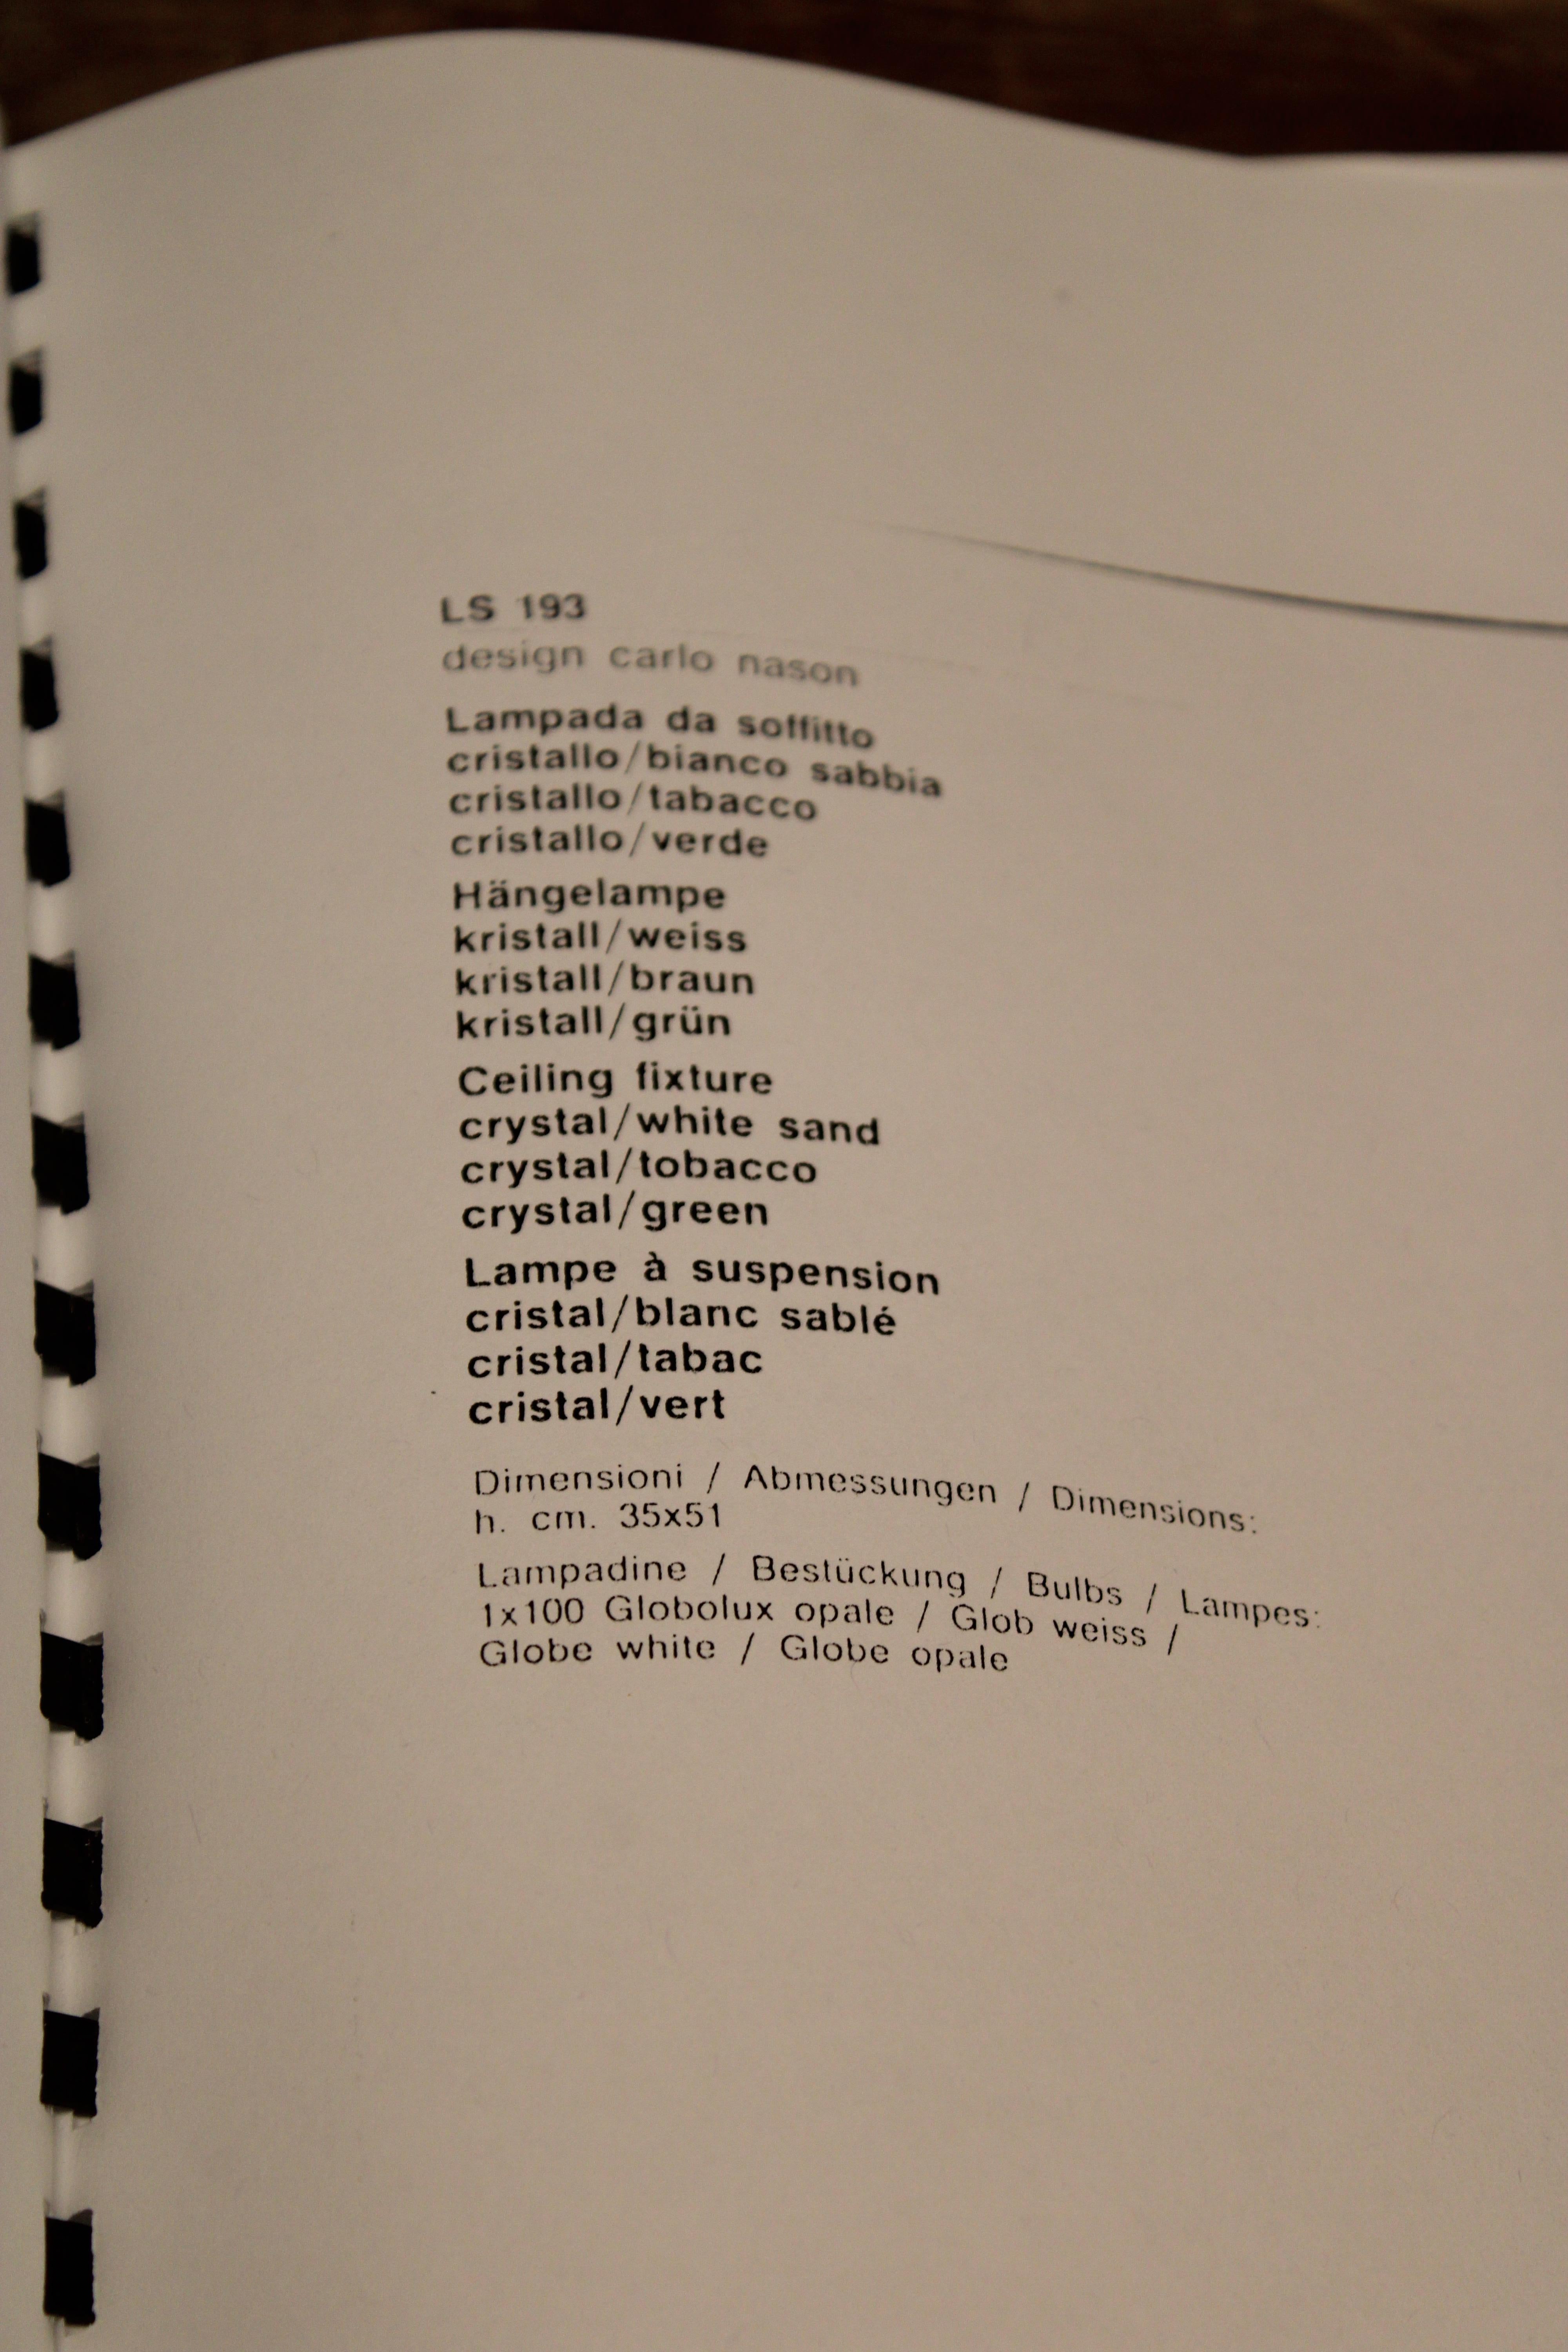 LS 193
design carlo nason
Lampada da soffitto
cristallo/bianco sabbia
cristallo/tabacco
cristallo/verde
Hängelampe
kristall/weiss
kristall/braun
kristall/grün
Ceiling fixture
crystal/white sand
crystal/tobacco
crystal/green
Lampe à suspension
cristal/blanc sablé
cristal/tabac
cristal/vert
Dimensioni / Abmessungen / Dimensions:
h. cm. 35x51
Lampadine / Bestückung / Bulbs / Lampes:
1x100 Globolux opale / Glob weiss /
Globe white / Globe opale